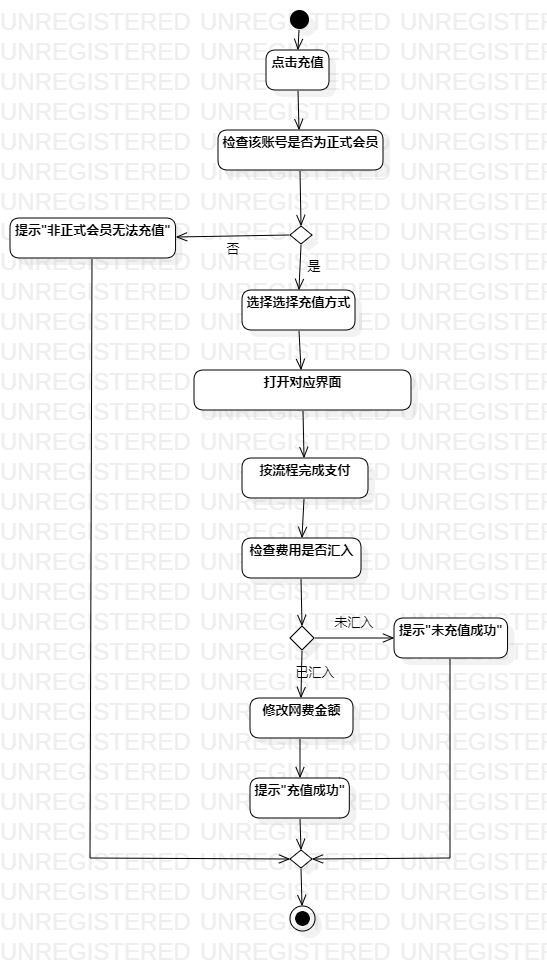 点击充值
检查该账号是否为正式会员
提示"非正式会员无法充值"
否
是
选择选择充值方式
打开对应界面
按流程完成支付
检查费用是否汇入
未汇入
提示"未充值成功"
已汇入
修改网费金额
提示"充值成功"
UNREGISTERED